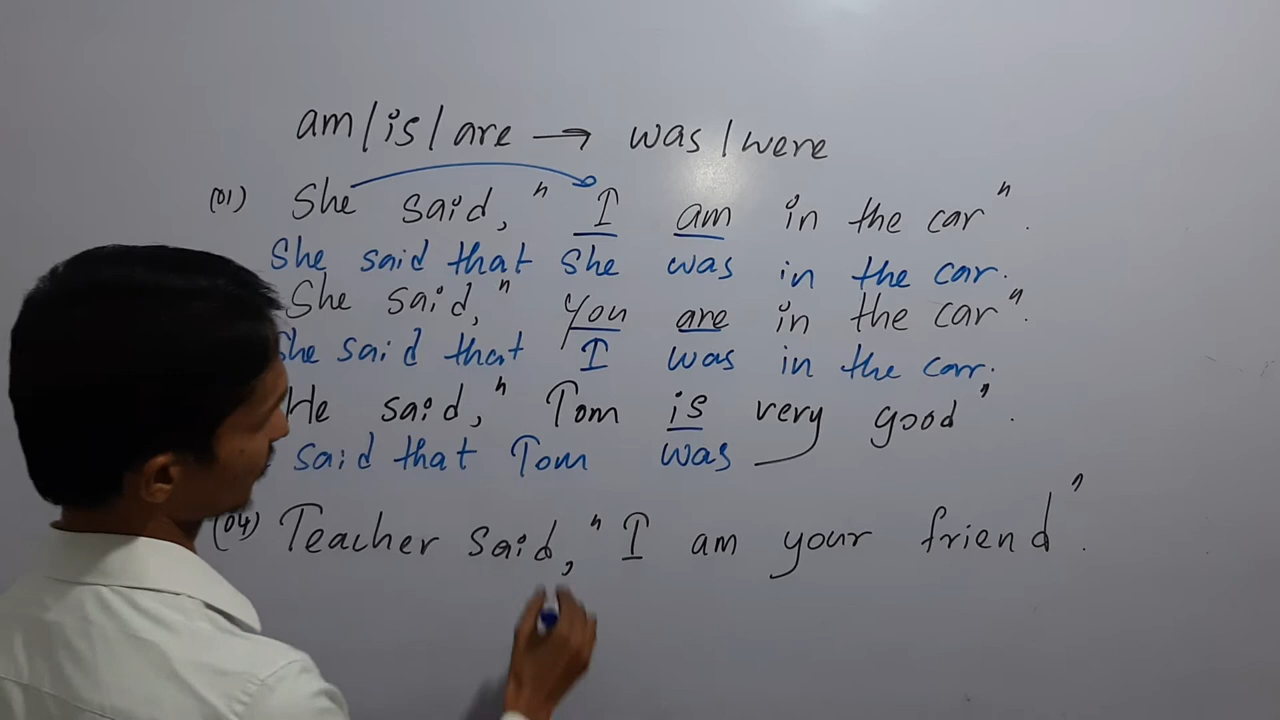 am/is/are → was/were
(01) She said, "I am in the car".
She said that She was in the car.
She said, "you are in the car".
She said that I was in the car.
He said, "Tom is very good".
said that Tom was
(04) Teacher said, "I am your friend".